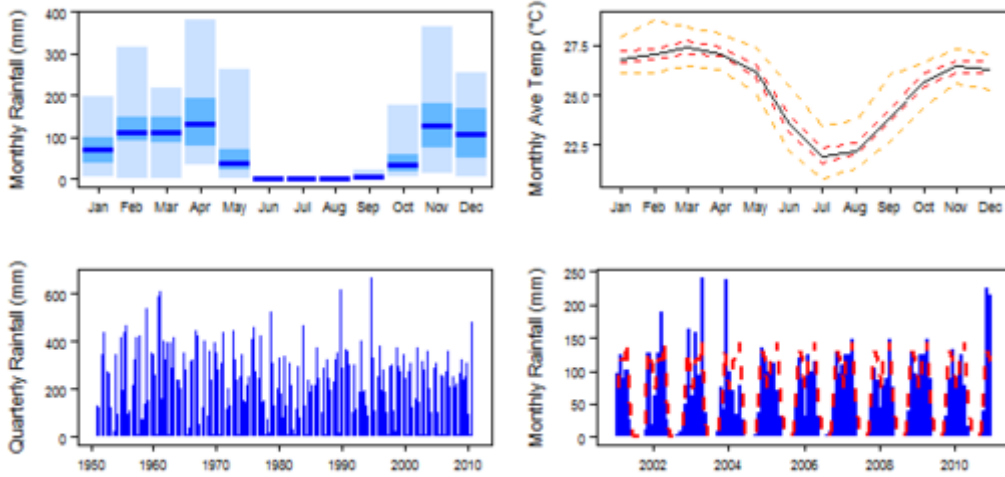 Monthly Rainfall (mm)
400
300
200
100
0
Jan Feb Mar Apr May Jun Jul Aug Sep Oct Nov Dec
Monthly Ave Temp (°C)
27.5
25.0
22.5
Jan Feb Mar Apr May Jun Jul Aug Sep Oct Nov Dec
Quarterly Rainfall (mm)
600
400
200
0
1950 1960 1970 1980 1990 2000 2010
Monthly Rainfall (mm)
250
200
150
100
50
0
2002 2004 2006 2008 2010